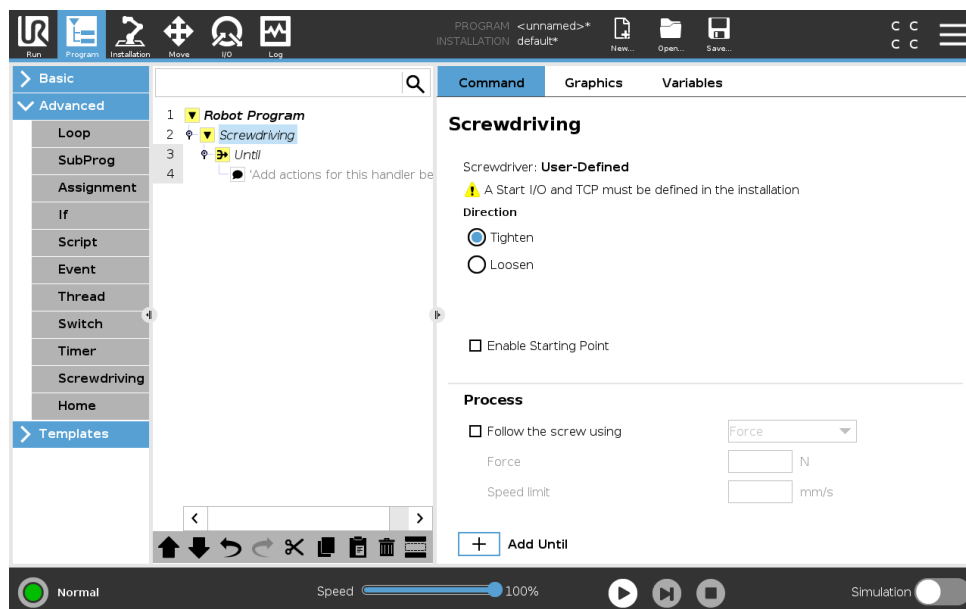 PROGRAM <unnamed>*
INSTALLATION default*
Run
Program
Installation
Move
I/O
Log
New...
Open...
Save...
C C
C C
Basic
Advanced
Loop
SubProg
Assignment
If
Script
Event
Thread
Switch
Timer
Screwdriving
Home
Templates
1 Robot Program
2 Screwdriving
3 Until
4 'Add actions for this handler be
Command Graphics Variables
Screwdriving
Screwdriver: User-Defined
A Start I/O and TCP must be defined in the installation
Direction
Tighten
Loosen
Enable Starting Point
Process
Follow the screw using Force
Force N
Speed limit mm/s
Add Until
Normal
Speed 100%
Simulation